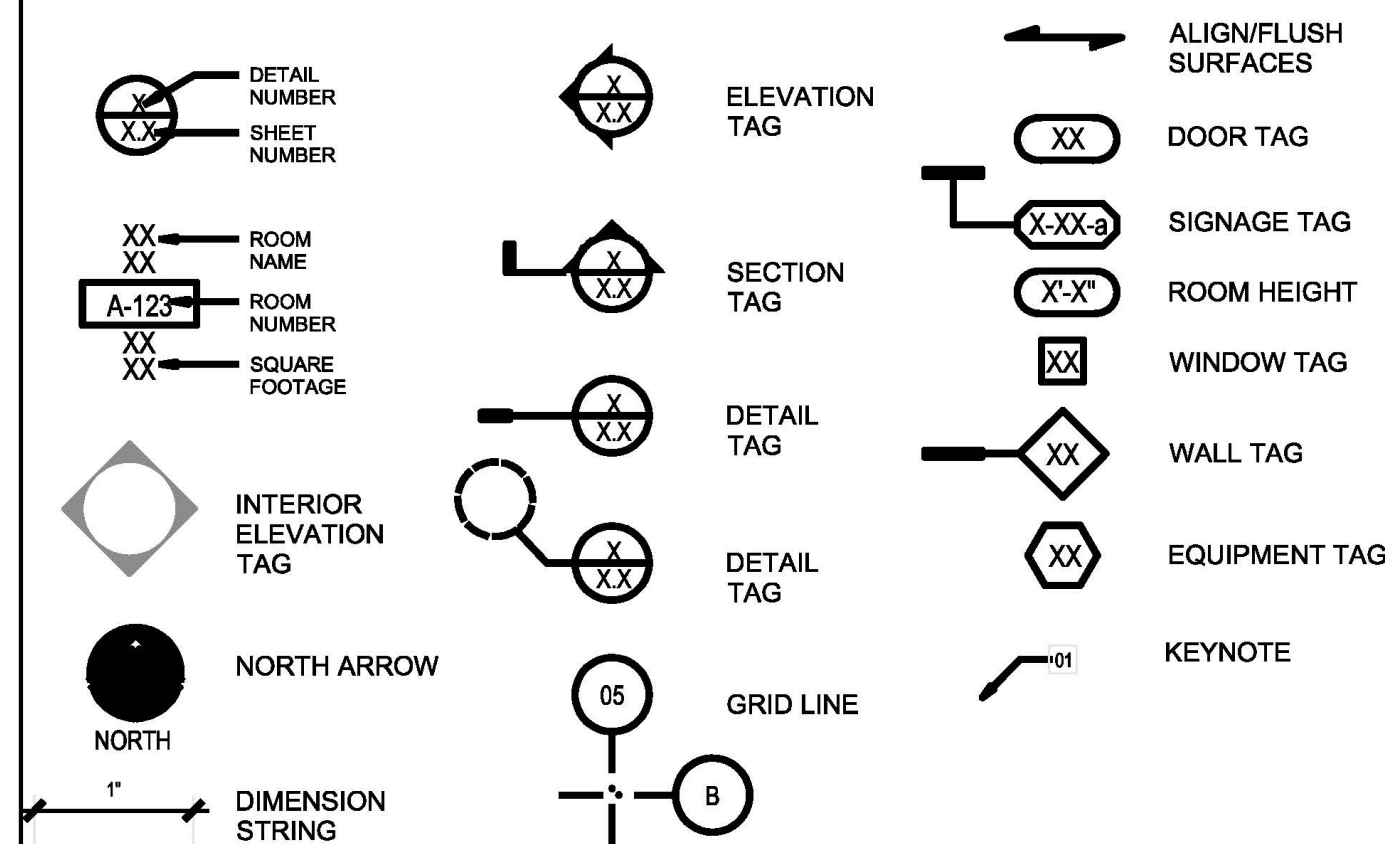 X
X.X
DETAIL
NUMBER
SHEET
NUMBER
XX
XX
A-123
XX
XX
ROOM
NAME
ROOM
NUMBER
SQUARE
FOOTAGE
INTERIOR
ELEVATION
TAG
NORTH
NORTH ARROW
1"
DIMENSION
STRING
X
X.X
ELEVATION
TAG
X
X.X
SECTION
TAG
X
X.X
DETAIL
TAG
X
X.X
DETAIL
TAG
05
GRID LINE
B
ALIGN/FLUSH
SURFACES
XX
DOOR TAG
X-XX-a
SIGNAGE TAG
X'-X"
ROOM HEIGHT
XX
WINDOW TAG
XX
WALL TAG
XX
EQUIPMENT TAG
01
KEYNOTE